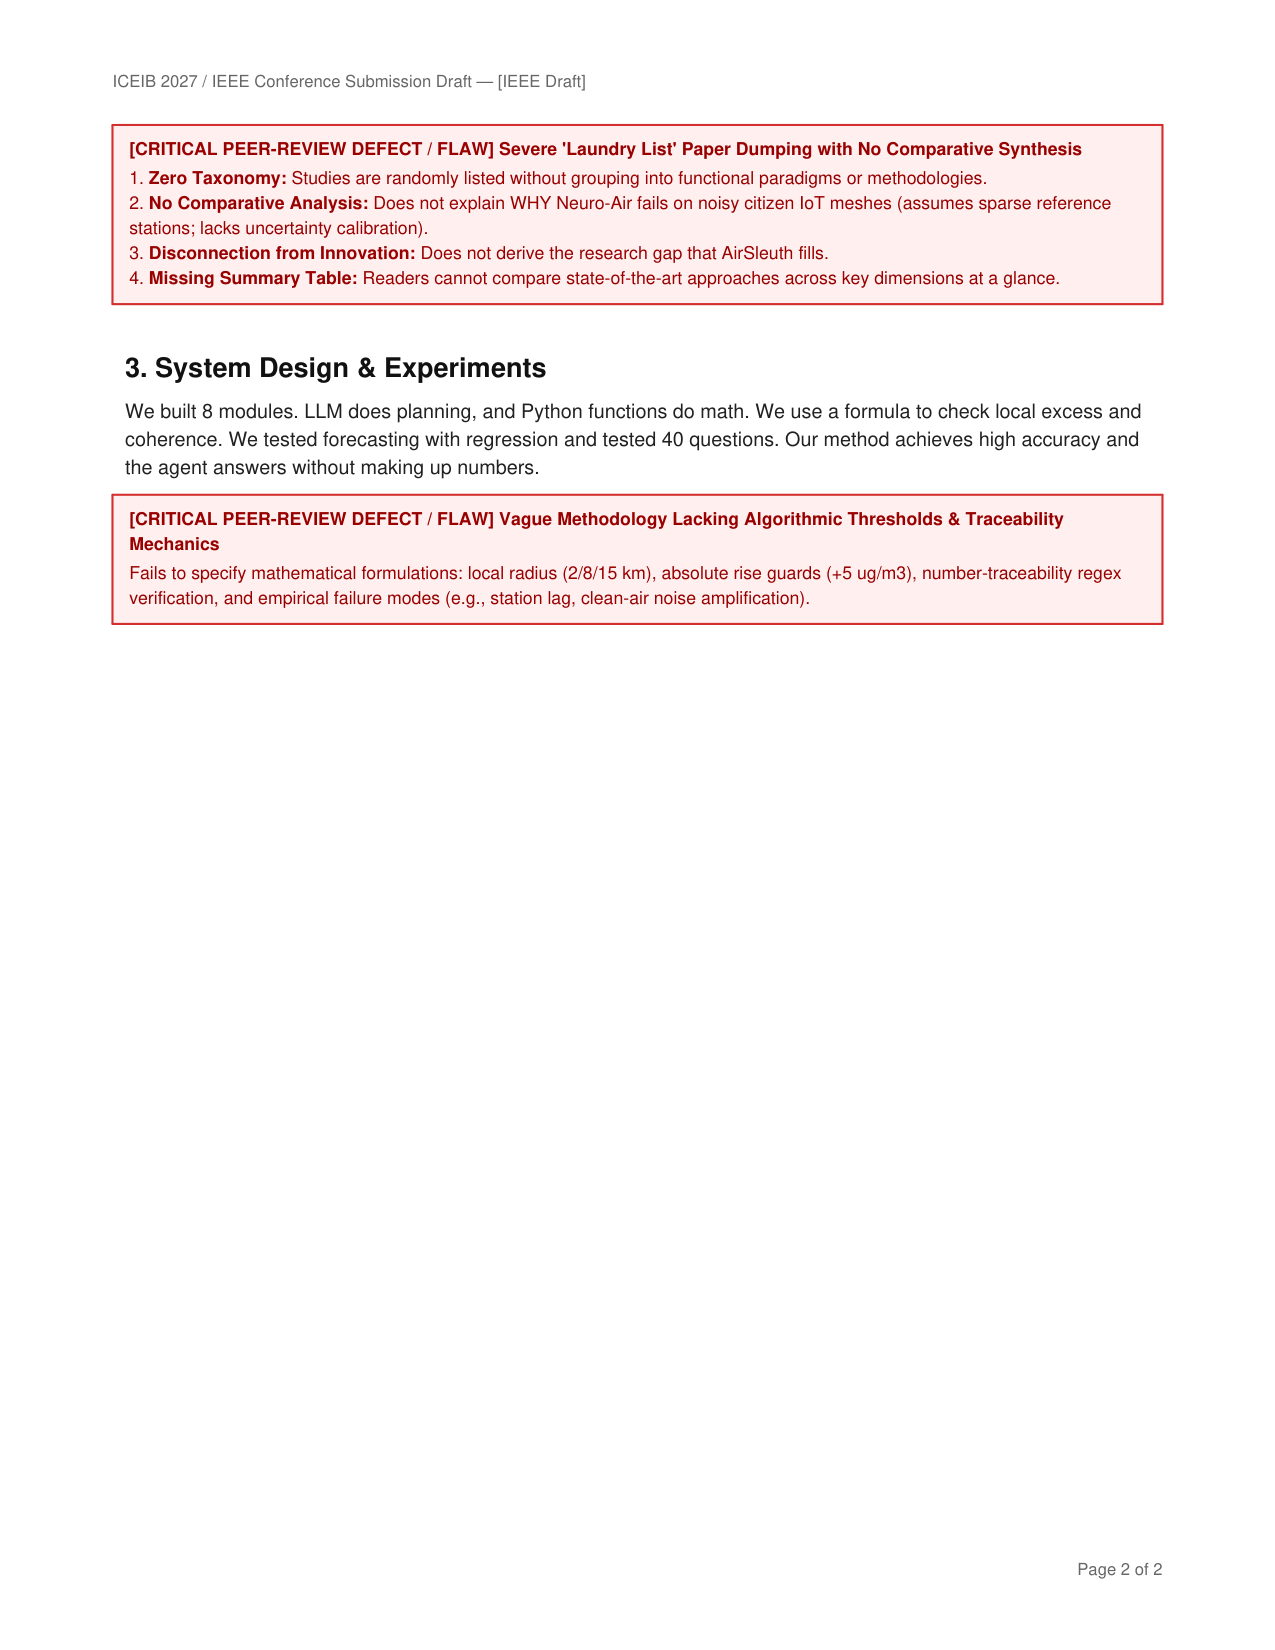 ICEIB 2027 / IEEE Conference Submission Draft — [IEEE Draft]
[CRITICAL PEER-REVIEW DEFECT / FLAW] Severe 'Laundry List' Paper Dumping with No Comparative Synthesis
1. Zero Taxonomy: Studies are randomly listed without grouping into functional paradigms or methodologies.
2. No Comparative Analysis: Does not explain WHY Neuro-Air fails on noisy citizen IoT meshes (assumes sparse reference
stations; lacks uncertainty calibration).
3. Disconnection from Innovation: Does not derive the research gap that AirSleuth fills.
4. Missing Summary Table: Readers cannot compare state-of-the-art approaches across key dimensions at a glance.
3. System Design & Experiments
We built 8 modules. LLM does planning, and Python functions do math. We use a formula to check local excess and
coherence. We tested forecasting with regression and tested 40 questions. Our method achieves high accuracy and
the agent answers without making up numbers.
[CRITICAL PEER-REVIEW DEFECT / FLAW] Vague Methodology Lacking Algorithmic Thresholds & Traceability
Mechanics
Fails to specify mathematical formulations: local radius (2/8/15 km), absolute rise guards (+5 ug/m3), number-traceability regex
verification, and empirical failure modes (e.g., station lag, clean-air noise amplification).
Page 2 of 2